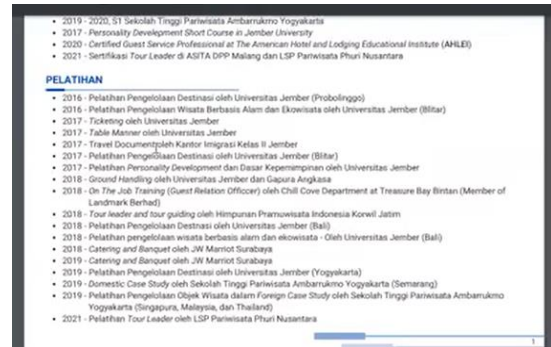 2019 - 2020, S1 Sekolah Tinggi Pariwisata Ambarrukmo Yogyakarta
2017 - Personality Development Short Course in Jember University
2020 - Certified Guest Service Professional at The American Hotel and Lodging Educational Institute (AHLEI)
2021 - Sertifikasi Tour Leader di ASITA DPP Malang dan LSP Pariwisata Phuri Nusantara
PELATIHAN
2016 - Pelatihan Pengelolaan Destinasi oleh Universitas Jember (Probolinggo)
2016 - Pelatihan Pengelolaan Wisata Berbasis Alam dan Ekowisata oleh Universitas Jember (Blitar)
2017 - Ticketing oleh Universitas Jember
2017 - Table Manner oleh Universitas Jember
2017 - Travel Document oleh Kantor Imigrasi Kelas II Jember
2017 - Pelatihan Pengelolaan Destinasi oleh Universitas Jember (Blitar)
2017 - Pelatihan Personality Development dan Dasar Kepemimpinan oleh Universitas Jember
2018 - Ground Handling oleh Universitas Jember dan Gapura Angkasa
2018 - On The Job Training (Guest Relation Officcer) oleh Chill Cove Department at Treasure Bay Bintan (Member of
Landmark Berhad)
2018 - Tour leader and tour guiding oleh Himpunan Pramuwisata Indonesia Korwil Jatim
2018 - Pelatihan Pengelolaan Destnasi oleh Universitas Jember (Bali)
2018 - Pelatihan pengelolaan wisata berbasis alam dan ekowisata - Oleh Universitas Jember (Bali)
2018 - Catering and Banquet oleh JW Marriot Surabaya
2019 - Catering and Banquet oleh JW Marriot Surabaya
2019 - Pelatihan Pengelolaan Destinasi oleh Universitas Jember (Yogyakarta)
2019 - Domestic Case Study oleh Sekolah Tinggi Pariwisata Ambarrukmo Yogyakarta (Semarang)
2019 - Pelatihan Pengelolaan Objek Wisata dalam Foreign Case Study oleh Sekolah Tinggi Pariwisata Ambarrukmo
Yogyakarta (Singapura, Malaysia, dan Thailand)
2021 - Pelatihan Tour Leader oleh LSP Pariwisata Phuri Nusantara
1